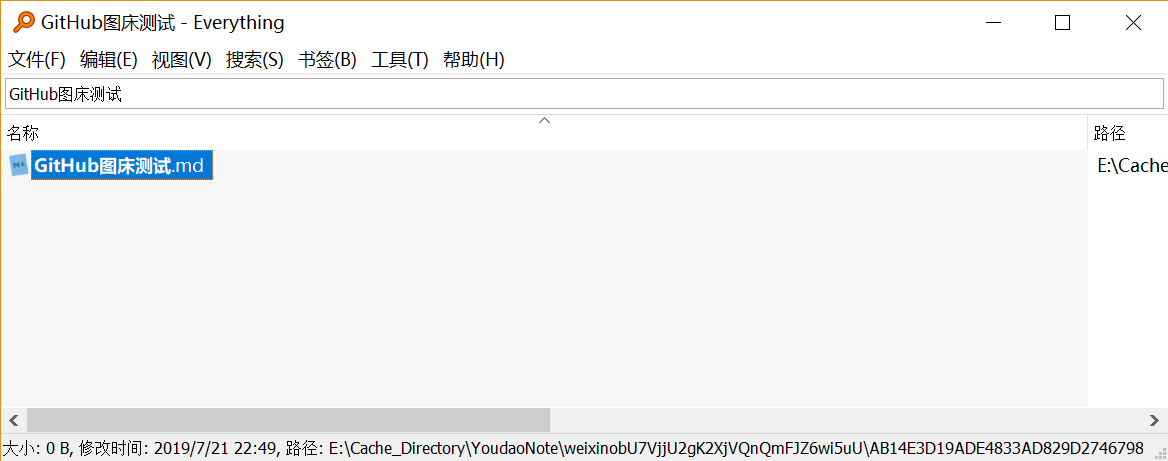 GitHub图床测试 - Everything
文件(F) 编辑(E) 视图(V) 搜索(S) 书签(B) 工具(T) 帮助(H)
GitHub图床测试
名称 路径
GitHub图床测试.md E:\Cache
大小: 0 B, 修改时间: 2019/7/21 22:49, 路径: E:\Cache_Directory\YoudaoNote\weixinobU7VjjU2gK2XjVQnQmFJZ6wi5uU\AB14E3D19ADE4833AD829D2746798